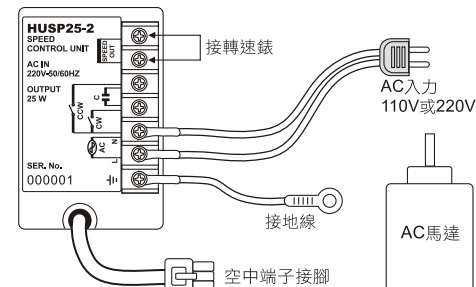 HUSP25-2
SPEED
CONTROL UNIT
AC IN
220V-50/60HZ
OUTPUT
25 W
SPEED
OUT
C
CCW
CW
AC
N
L
SER. No.
000001
接轉速錶
AC入力
110V或220V
接地線
AC馬達
空中端子接腳